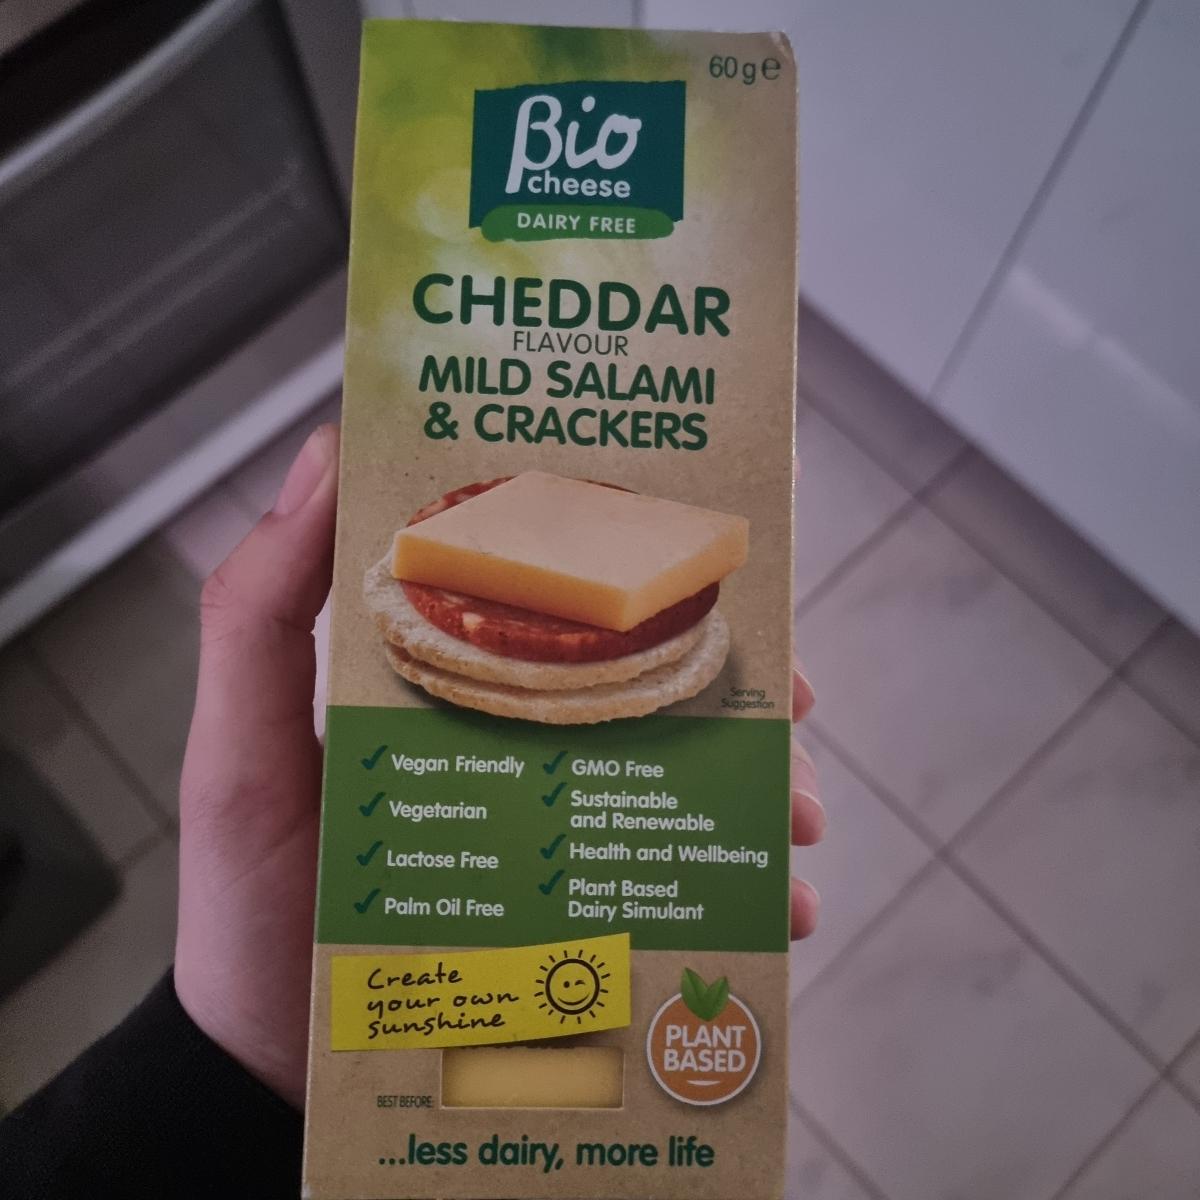 60g e
Bio
cheese
DAIRY FREE
CHEDDAR
FLAVOUR
MILD SALAMI
& CRACKERS
Serving
Suggestion
✓ Vegan Friendly
✓ Vegetarian
✓ Lactose Free
✓ Palm Oil Free
✓ GMO Free
✓ Sustainable
and Renewable
✓ Health and Wellbeing
✓ Plant Based
Dairy Simulant
Create
your own
sunshine
PLANT
BASED
BEST BEFORE:
...less dairy, more life